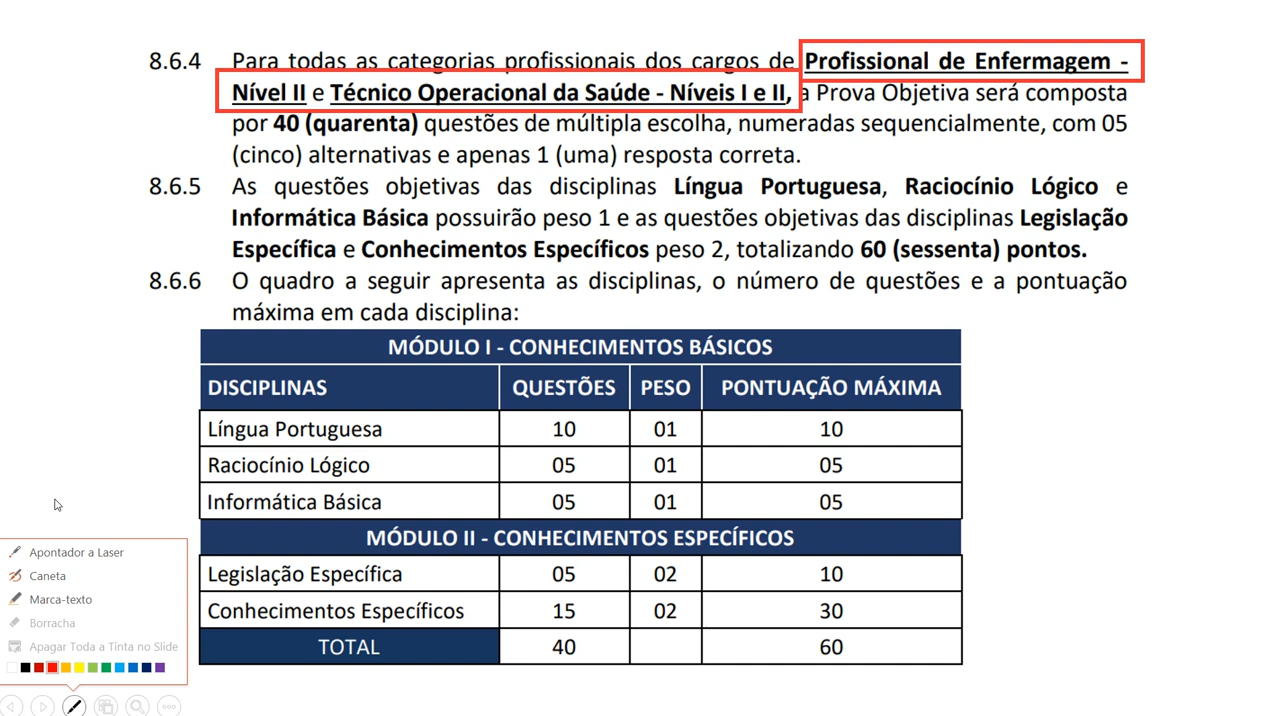 8.6.4 Para todas as categorias profissionais dos cargos de Profissional de Enfermagem -
Nível II e Técnico Operacional da Saúde - Níveis I e II, a Prova Objetiva será composta
por 40 (quarenta) questões de múltipla escolha, numeradas sequencialmente, com 05
(cinco) alternativas e apenas 1 (uma) resposta correta.
8.6.5 As questões objetivas das disciplinas Língua Portuguesa, Raciocínio Lógico e
Informática Básica possuirão peso 1 e as questões objetivas das disciplinas Legislação
Específica e Conhecimentos Específicos peso 2, totalizando 60 (sessenta) pontos.
8.6.6 O quadro a seguir apresenta as disciplinas, o número de questões e a pontuação
máxima em cada disciplina:
MÓDULO I - CONHECIMENTOS BÁSICOS
DISCIPLINAS QUESTÕES PESO PONTUAÇÃO MÁXIMA
Língua Portuguesa 10 01 10
Raciocínio Lógico 05 01 05
Informática Básica 05 01 05
MÓDULO II - CONHECIMENTOS ESPECÍFICOS
Legislação Específica 05 02 10
Conhecimentos Específicos 15 02 30
TOTAL 40 60
Apontador a Laser
Caneta
Marca-texto
Borracha
Apagar Toda a Tinta no Slide